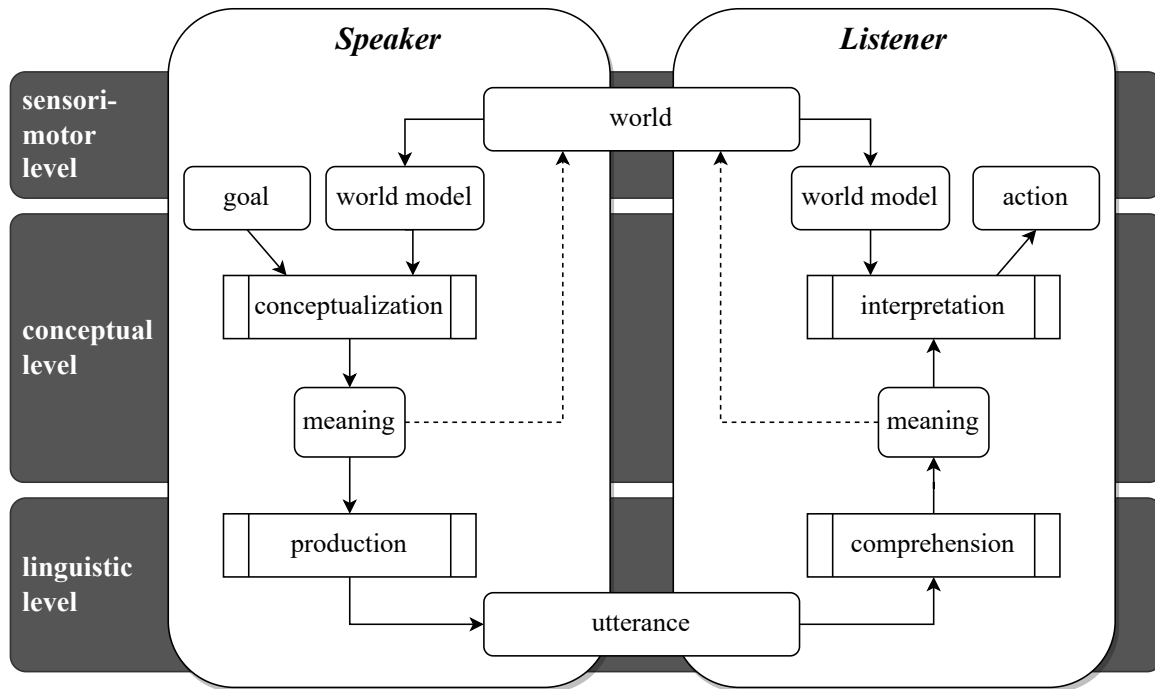 Speaker
Listener
sensori-
motor
level
world
goal
world model
world model
action
conceptualization
interpretation
conceptual
level
meaning
meaning
production
comprehension
linguistic
level
utterance